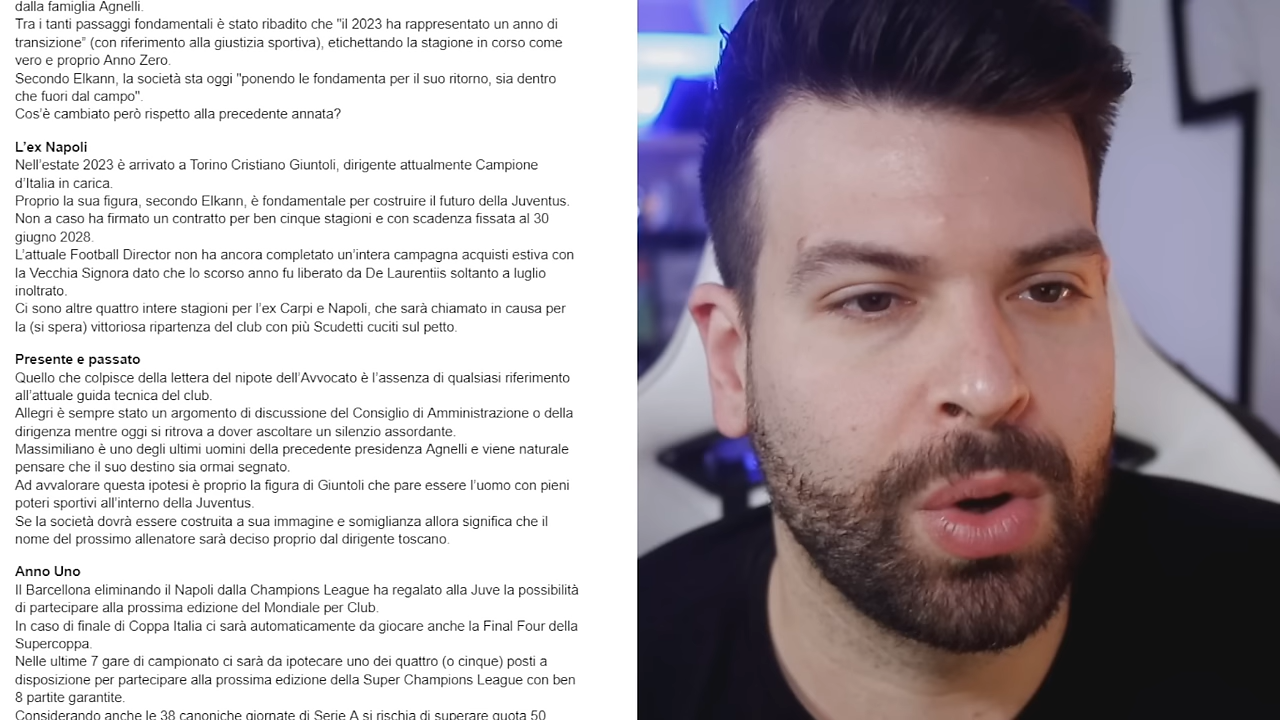 dalla famiglia Agnelli.
Tra i tanti passaggi fondamentali è stato ribadito che "il 2023 ha rappresentato un anno di
transizione” (con riferimento alla giustizia sportiva), etichettando la stagione in corso come
vero e proprio Anno Zero.
Secondo Elkann, la società sta oggi "ponendo le fondamenta per il suo ritorno, sia dentro
che fuori dal campo".
Cos’è cambiato però rispetto alla precedente annata?
L’ex Napoli
Nell’estate 2023 è arrivato a Torino Cristiano Giuntoli, dirigente attualmente Campione
d’Italia in carica.
Proprio la sua figura, secondo Elkann, è fondamentale per costruire il futuro della Juventus.
Non a caso ha firmato un contratto per ben cinque stagioni e con scadenza fissata al 30
giugno 2028.
L’attuale Football Director non ha ancora completato un’intera campagna acquisti estiva con
la Vecchia Signora dato che lo scorso anno fu liberato da De Laurentiis soltanto a luglio
inoltrato.
Ci sono altre quattro intere stagioni per l’ex Carpi e Napoli, che sarà chiamato in causa per
la (si spera) vittoriosa ripartenza del club con più Scudetti cuciti sul petto.
Presente e passato
Quello che colpisce della lettera del nipote dell’Avvocato è l’assenza di qualsiasi riferimento
all’attuale guida tecnica del club.
Allegri è sempre stato un argomento di discussione del Consiglio di Amministrazione o della
dirigenza mentre oggi si ritrova a dover ascoltare un silenzio assordante.
Massimiliano è uno degli ultimi uomini della precedente presidenza Agnelli e viene naturale
pensare che il suo destino sia ormai segnato.
Ad avvalorare questa ipotesi è proprio la figura di Giuntoli che pare essere l’uomo con pieni
poteri sportivi all’interno della Juventus.
Se la società dovrà essere costruita a sua immagine e somiglianza allora significa che il
nome del prossimo allenatore sarà deciso proprio dal dirigente toscano.
Anno Uno
Il Barcellona eliminando il Napoli dalla Champions League ha regalato alla Juve la possibilità
di partecipare alla prossima edizione del Mondiale per Club.
In caso di finale di Coppa Italia ci sarà automaticamente da giocare anche la Final Four della
Supercoppa.
Nelle ultime 7 gare di campionato ci sarà da ipotecare uno dei quattro (o cinque) posti a
disposizione per partecipare alla prossima edizione della Super Champions League con ben
8 partite garantite.
Considerando anche le 38 canoniche giornate di Serie A si rischia di superare quota 50